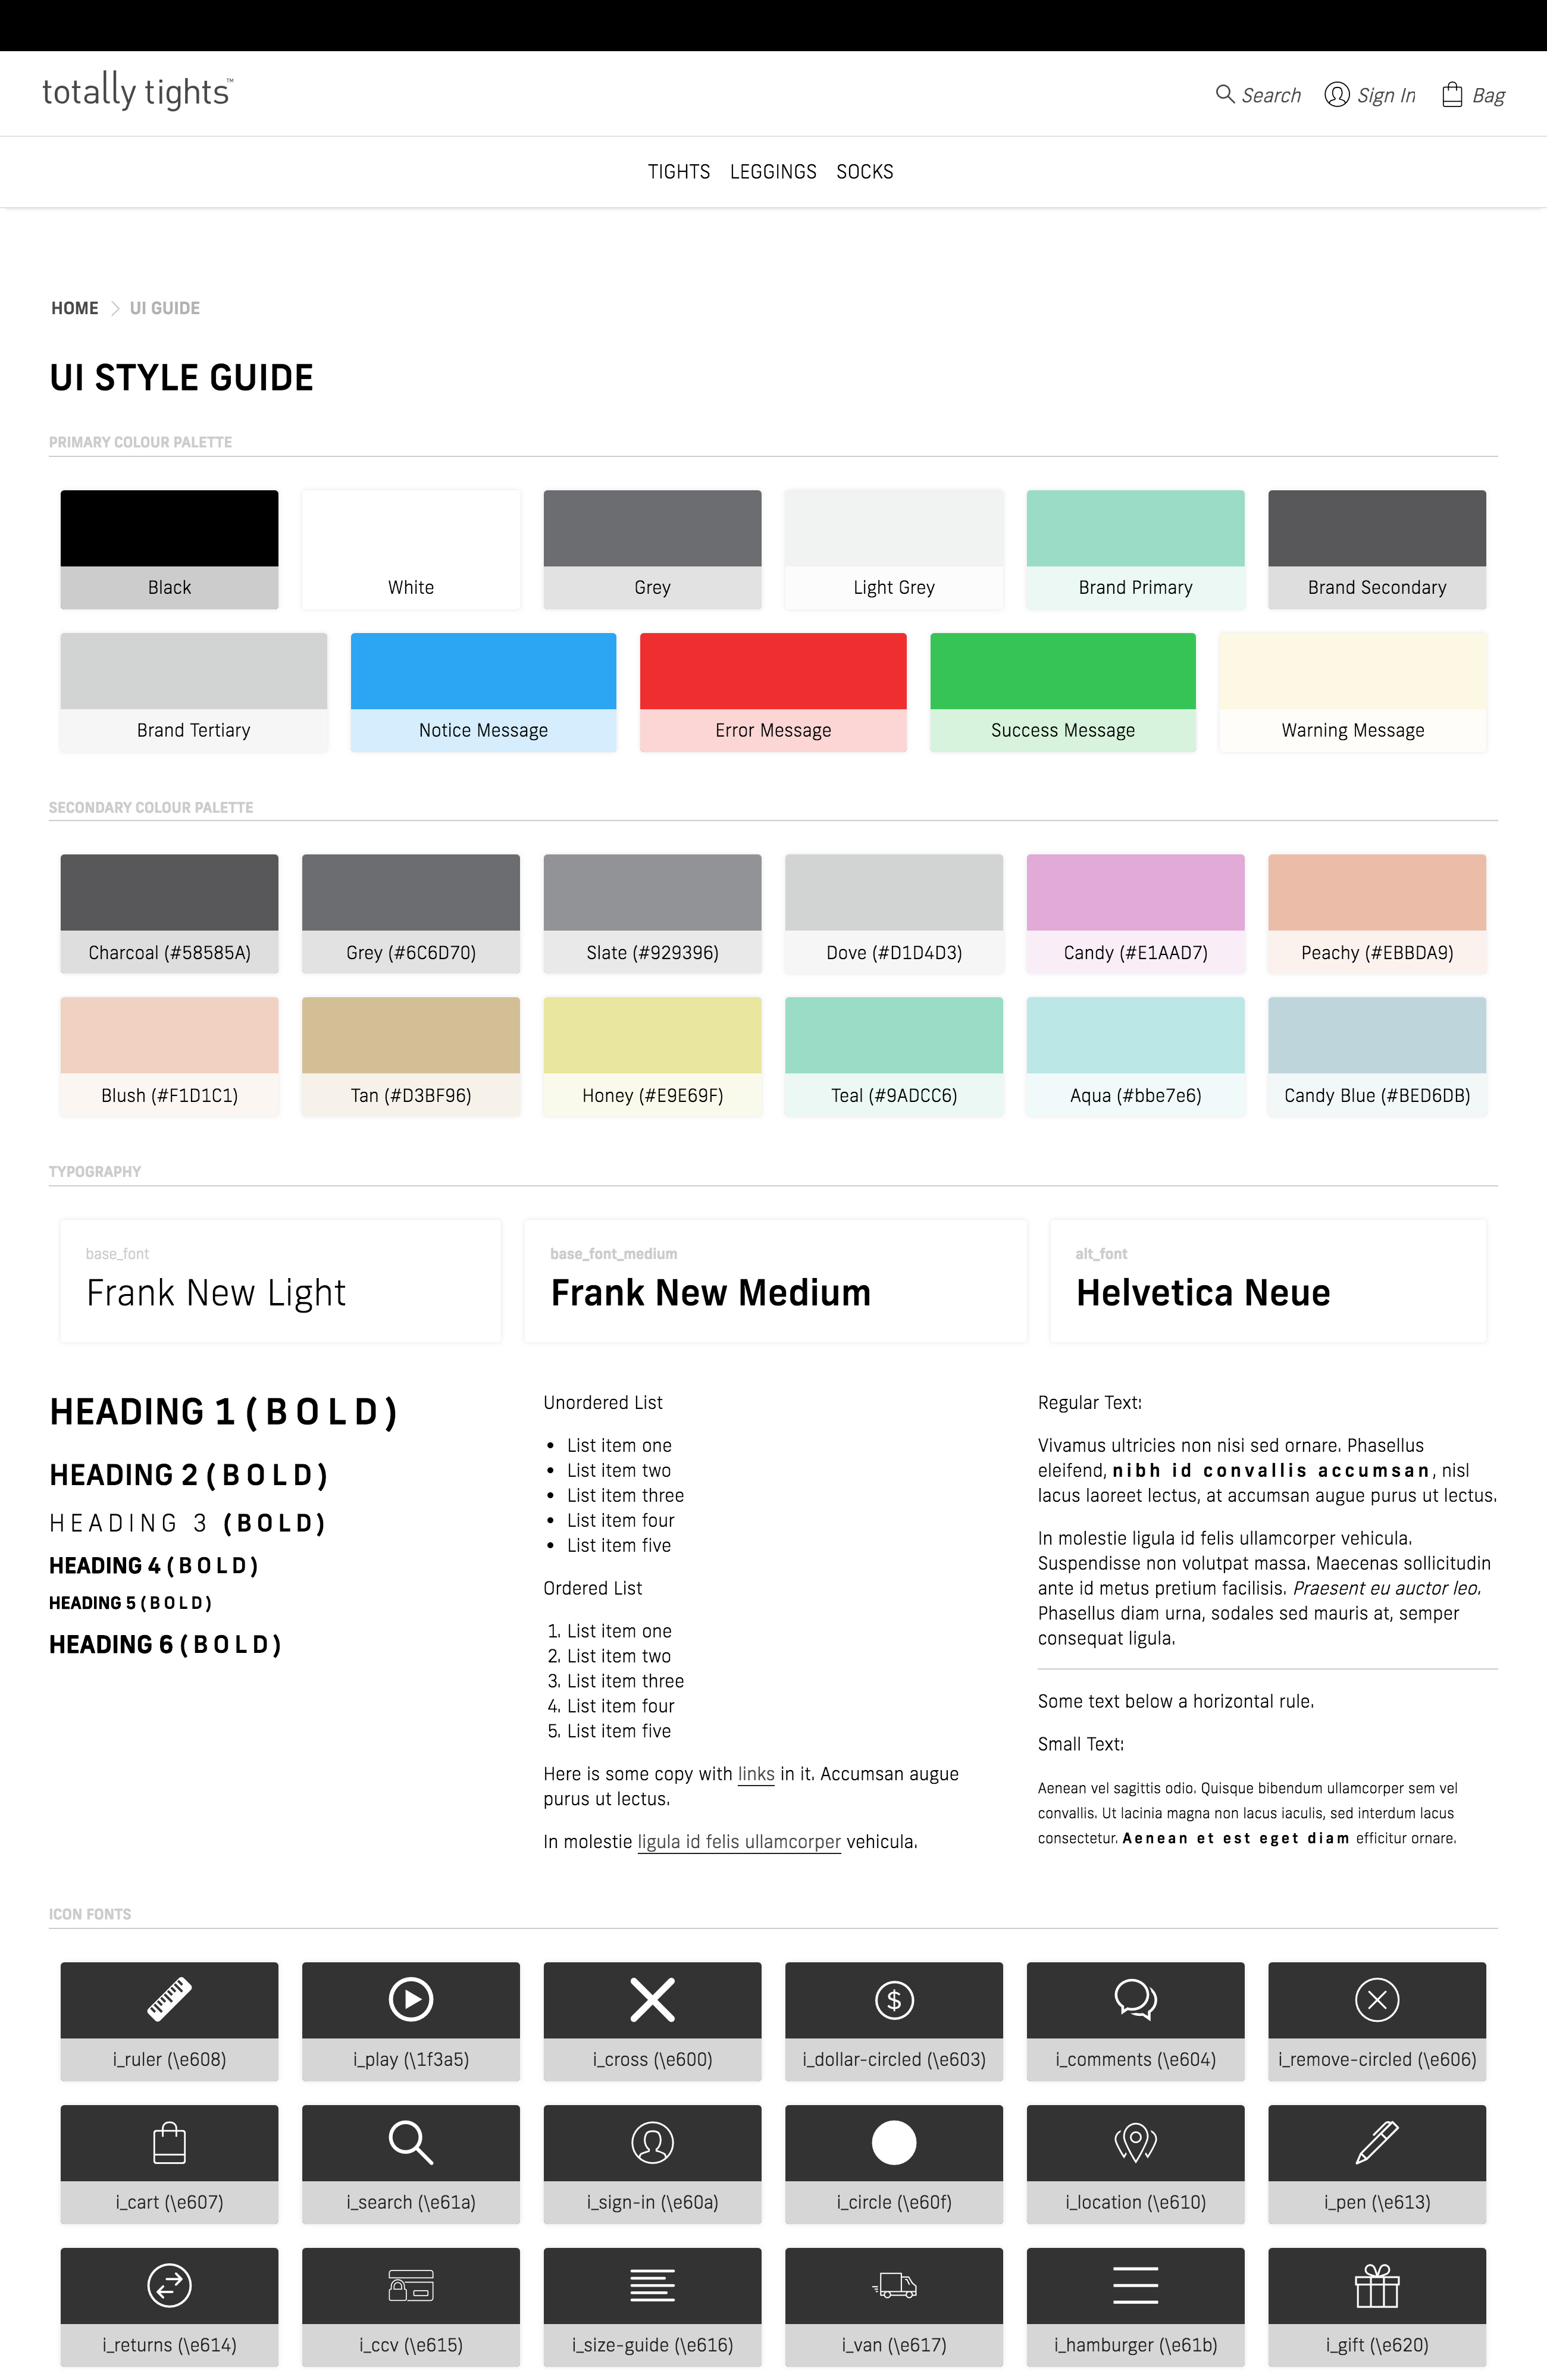 totally tights™
Search Sign In Bag
TIGHTS LEGGINGS SOCKS
HOME UI GUIDE
UI STYLE GUIDE
PRIMARY COLOUR PALETTE
Black White Grey Light Grey Brand Primary Brand Secondary
Brand Tertiary Notice Message Error Message Success Message Warning Message
SECONDARY COLOUR PALETTE
Charcoal (#58585A) Grey (#6C6D70) Slate (#929396) Dove (#D1D4D3) Candy (#E1AAD7) Peachy (#EBBDA9)
Blush (#F1D1C1) Tan (#D3BF96) Honey (#E9E69F) Teal (#9ADCC6) Aqua (#bbe7e6) Candy Blue (#BED6DB)
TYPOGRAPHY
base_font
Frank New Light
base_font_medium
Frank New Medium
alt_font
Helvetica Neue
HEADING 1 (BOLD)
HEADING 2 (BOLD)
HEADING 3 (BOLD)
HEADING 4 (BOLD)
HEADING 5 (BOLD)
HEADING 6 (BOLD)
Unordered List
• List item one
• List item two
• List item three
• List item four
• List item five
Ordered List
1. List item one
2. List item two
3. List item three
4. List item four
5. List item five
Here is some copy with links in it. Accumsan augue
purus ut lectus.
In molestie ligula id felis ullamcorper vehicula.
Regular Text:
Vivamus ultricies non nisi sed ornare. Phasellus
eleifend, nibh id convallis accumsan, nisl
lacus laoreet lectus, at accumsan augue purus ut lectus.
In molestie ligula id felis ullamcorper vehicula.
Suspendisse non volutpat massa. Maecenas sollicitudin
ante id metus pretium facilisis. Praesent eu auctor leo.
Phasellus diam urna, sodales sed mauris at, semper
consequat ligula.
Some text below a horizontal rule.
Small Text:
Aenean vel sagittis odio. Quisque bibendum ullamcorper sem vel
convallis. Ut lacinia magna non lacus iaculis, sed interdum lacus
consectetur. Aenean et est eget diam efficitur ornare.
ICON FONTS
i_ruler (\e608) i_play (\1f3a5) i_cross (\e600) i_dollar-circled (\e603) i_comments (\e604) i_remove-circled (\e606)
i_cart (\e607) i_search (\e61a) i_sign-in (\e60a) i_circle (\e60f) i_location (\e610) i_pen (\e613)
i_returns (\e614) i_ccv (\e615) i_size-guide (\e616) i_van (\e617) i_hamburger (\e61b) i_gift (\e620)